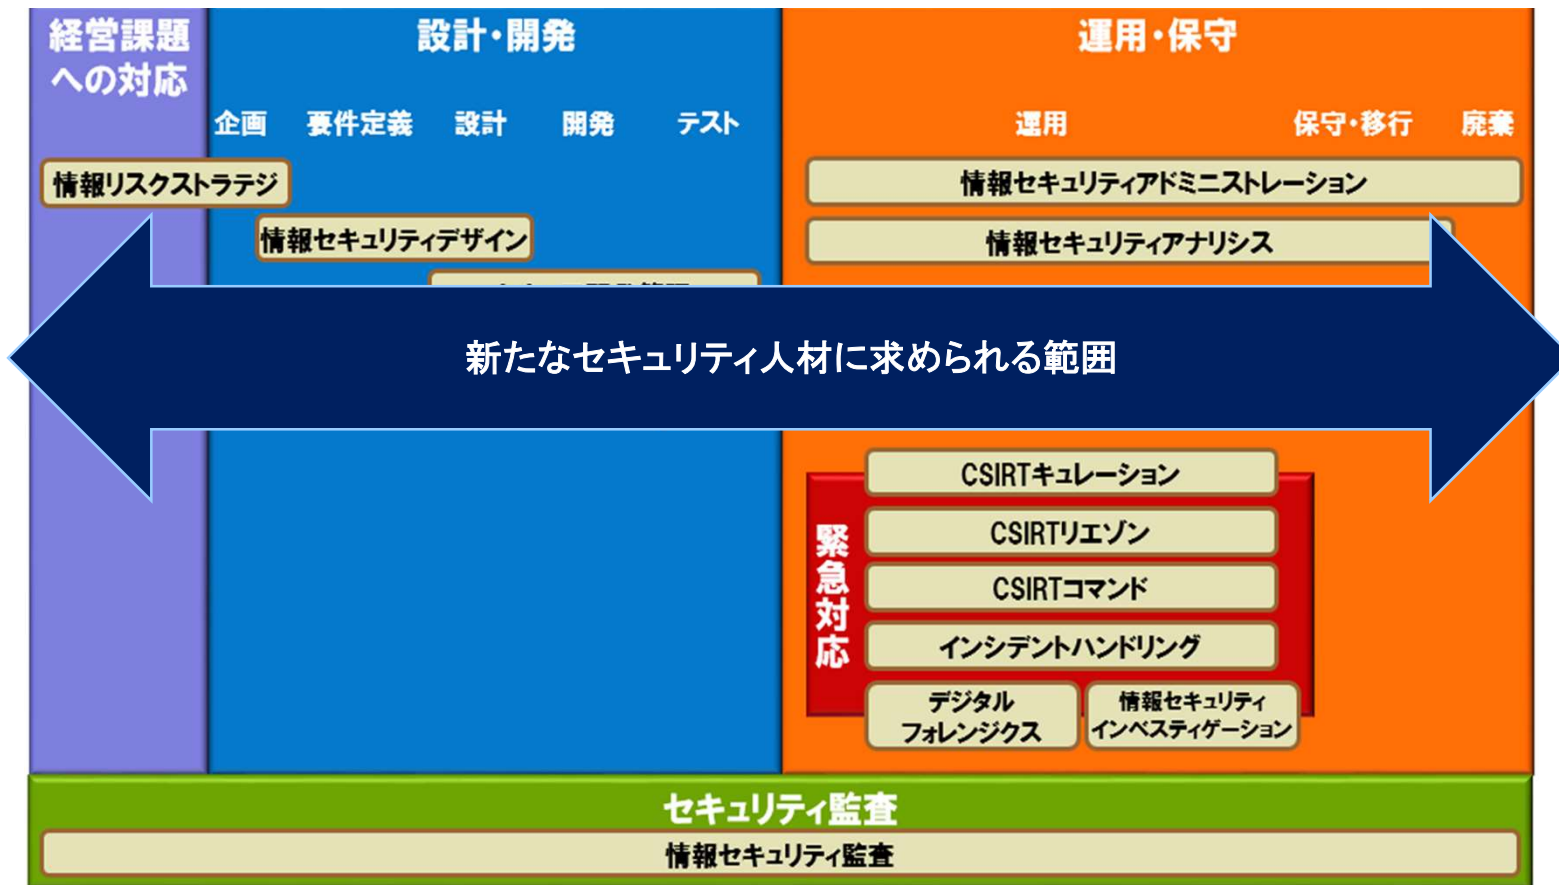 経営課題
への対応
設計・開発
運用・保守
企画 要件定義 設計 開発 テスト
運用 保守・移行 廃棄
情報リスクストラテジ
情報セキュリティデザイン
情報セキュリティアドミニストレーション
情報セキュリティアナリシス
新たなセキュリティ人材に求められる範囲
緊急対応
CSIRTキュレーション
CSIRTリエゾン
CSIRTコマンド
インシデントハンドリング
デジタル
フォレンジクス
情報セキュリティ
インベスティゲーション
セキュリティ監査
情報セキュリティ監査